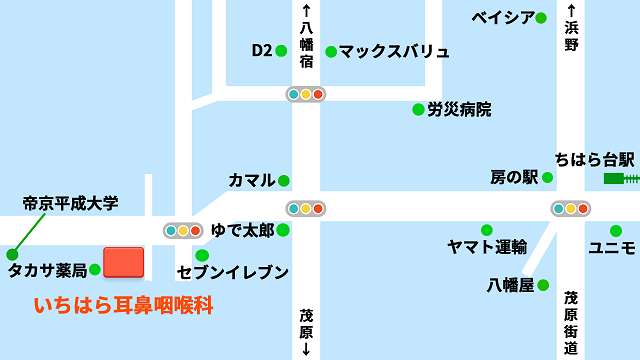 ↑八幡宿
ベイシア
↑浜野
D2
マックスバリュ
労災病院
ちはら台駅
カマル
房の駅
帝京平成大学
ゆで太郎
ヤマト運輸
ユニモ
タカサ薬局
セブンイレブン
八幡屋
いちはら耳鼻咽喉科
茂原↓
茂原街道